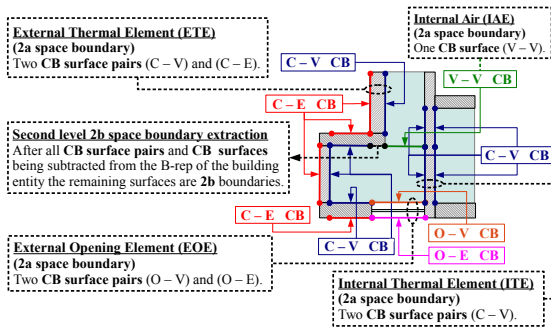 External Thermal Element (ETE)
(2a space boundary)
Two CB surface pairs (C – V) and (C – E).
Internal Air (IAE)
(2a space boundary)
One CB surface (V – V).
C – V CB
V – V CB
C – E CB
Second level 2b space boundary extraction
After all CB surface pairs and CB surfaces
being subtracted from the B-rep of the building
entity the remaining surfaces are 2b boundaries.
C – V CB
C – E CB
O – V CB
C – V CB
O – E CB
External Opening Element (EOE)
(2a space boundary)
Two CB surface pairs (O – V) and (O – E).
Internal Thermal Element (ITE)
(2a space boundary)
Two CB surface pairs (C – V).